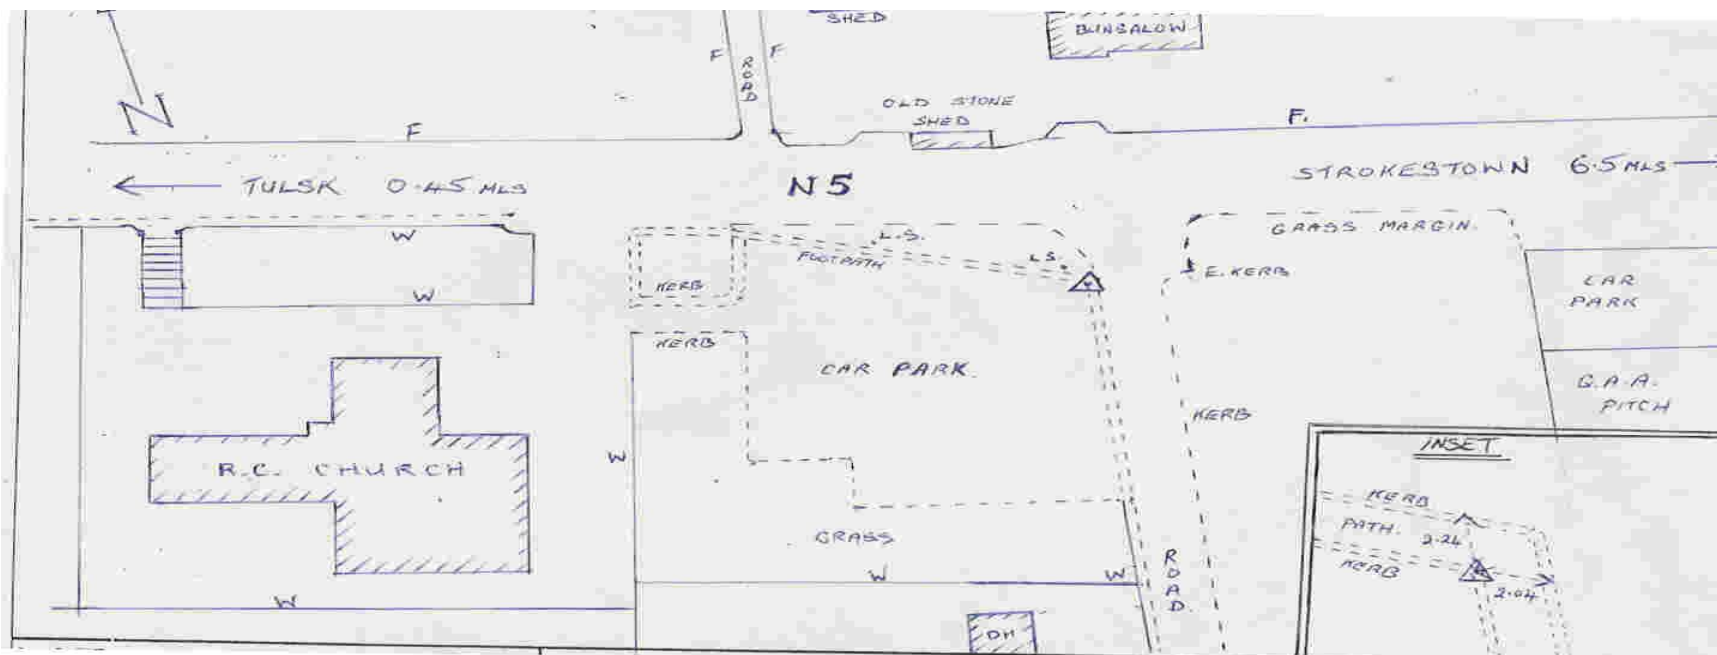 SHED
BUNGALOW
F
F
ROAD
N
OLD STONE
SHED
F
F.
TULSK 0.45 MLS
N5
STROKESTOWN 6.5 MLS
W
L.S.
FOOTPATH
L.S.
GRASS MARGIN.
E. KERB
KERB
W
CAR
PARK
KERB
CAR PARK.
G.A.A.
PITCH
KERB
W
R.C. CHURCH
INSET
KERB
PATH.
2.24
KERB
2.04
GRASS
W
W
ROAD.
W
DH